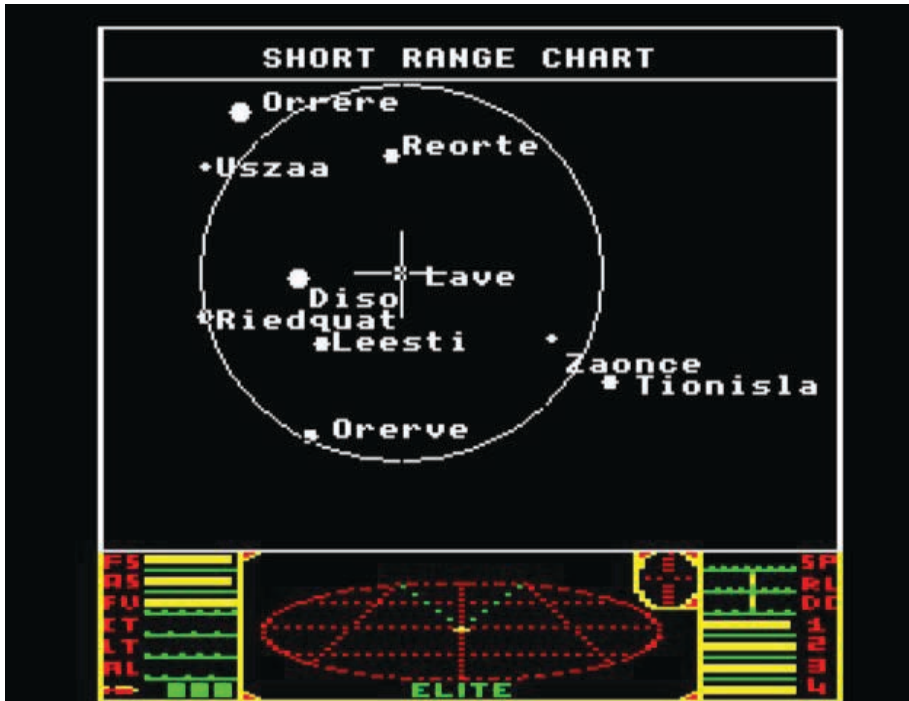 SHORT RANGE CHART
Orrere
Reorte
Uszaa
Lave
Diso
Riedquat
Leesti
Zaonce
Tionisla
Orerve
FS
AS
FV
CT
LT
AL
SP
RL
DC
1
2
3
4
ELITE